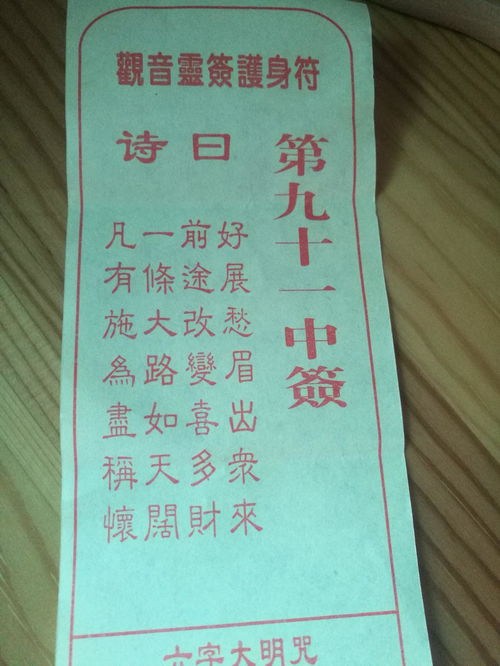 觀音靈簽護身符
第九十一中簽
诗曰
好展愁眉出衆來
前途改變喜多財
一條大路如天闊
凡有施為盡稱懷
六字大明咒